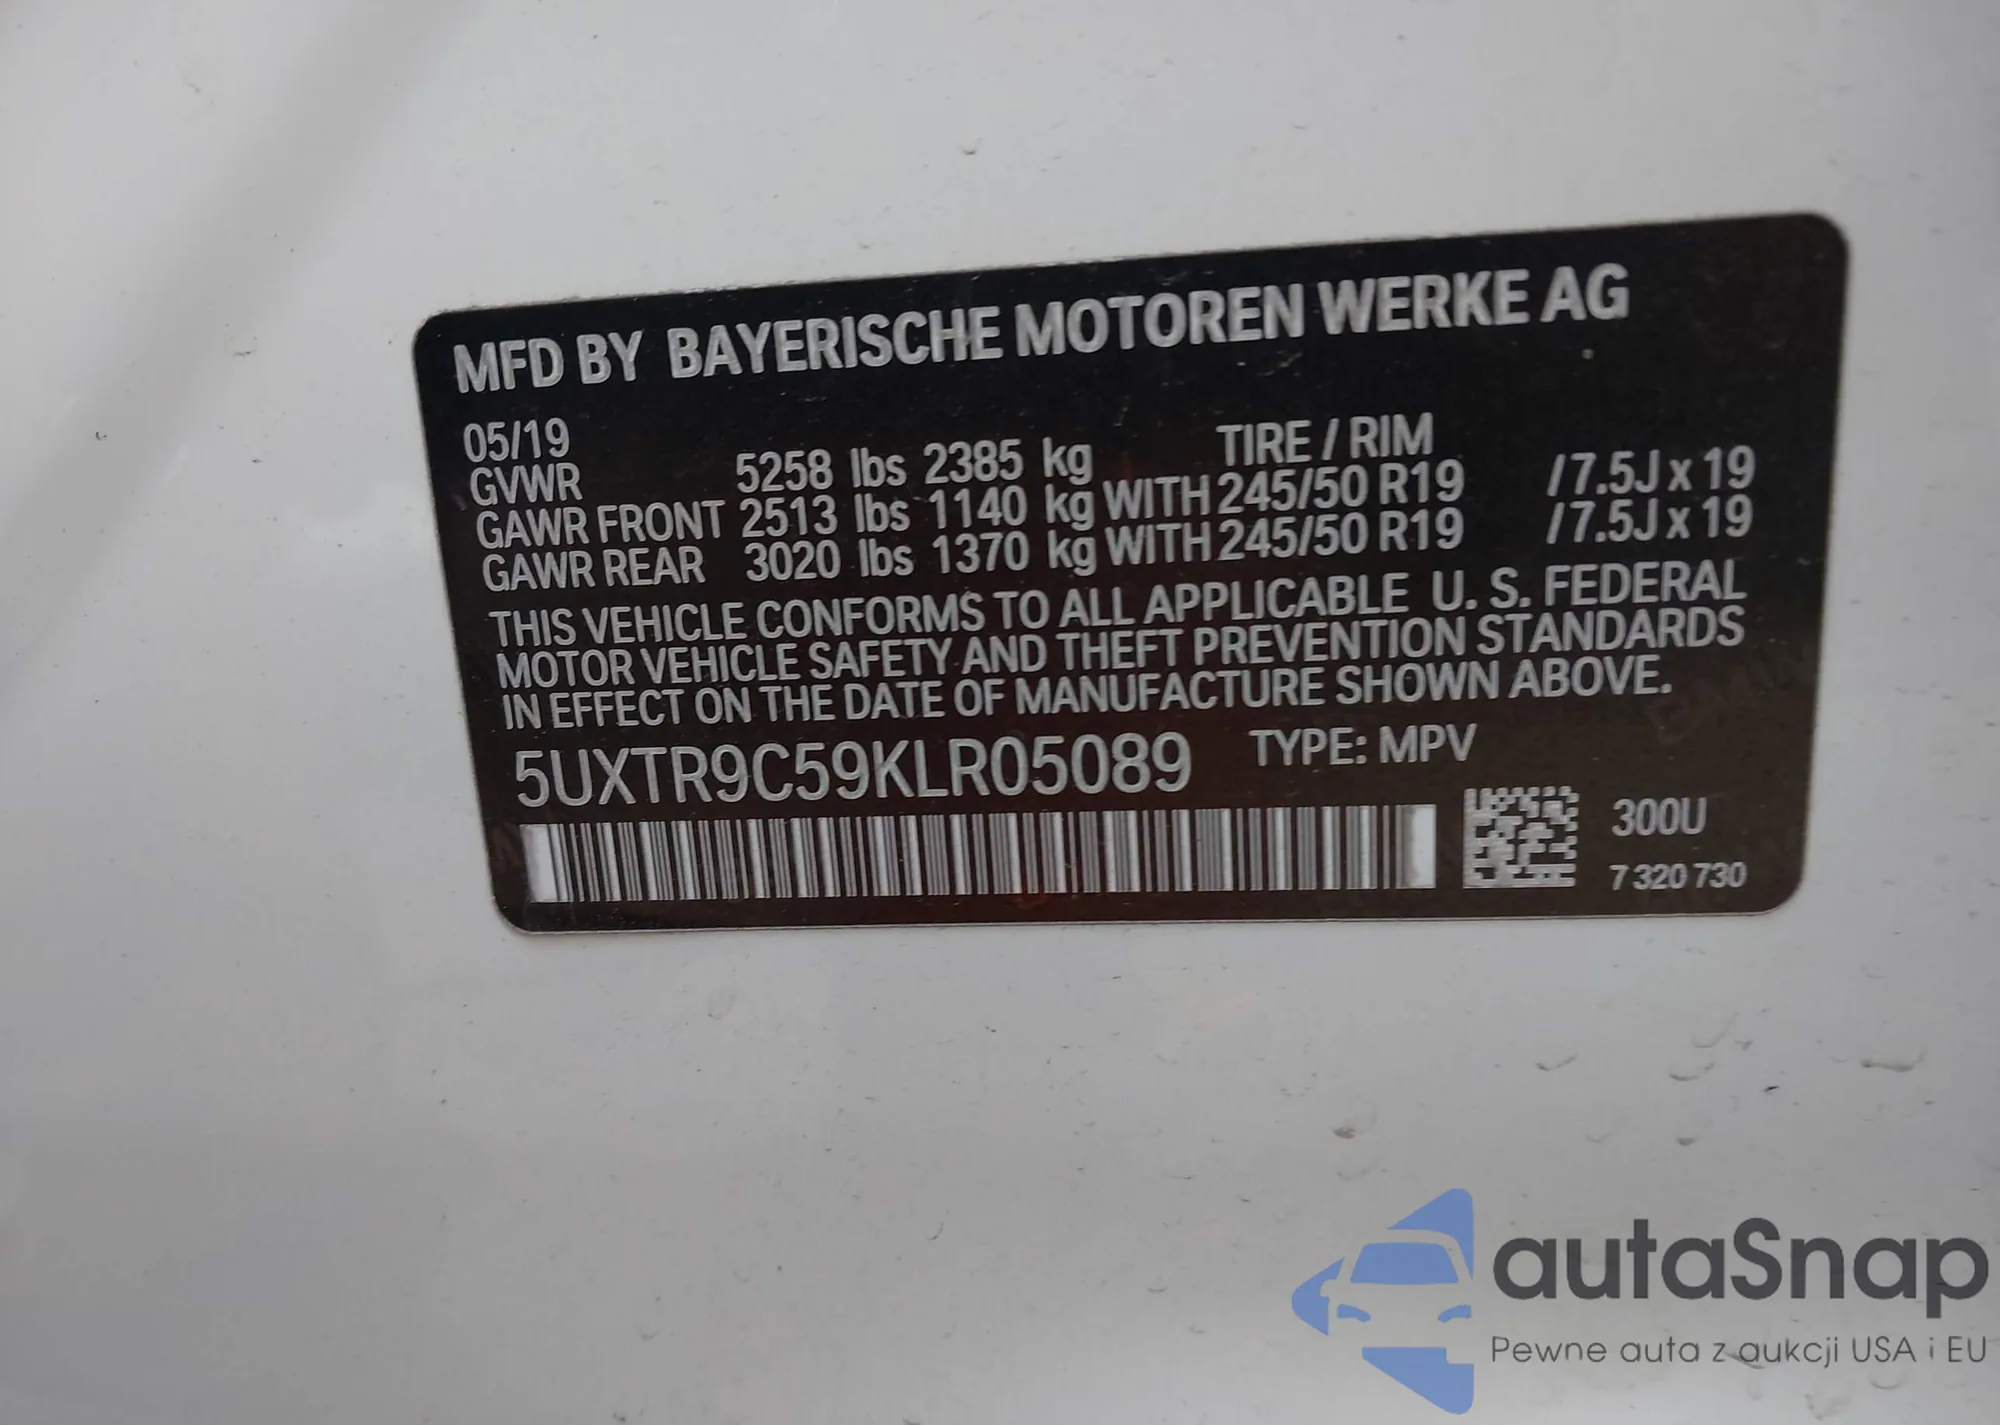 MFD BY BAYERISCHE MOTOREN WERKE AG
05/19 TIRE / RIM
GVWR 5258 lbs 2385 kg
GAWR FRONT 2513 lbs 1140 kg WITH 245/50 R19 /7.5J x 19
GAWR REAR 3020 lbs 1370 kg WITH 245/50 R19 /7.5J x 19
THIS VEHICLE CONFORMS TO ALL APPLICABLE U. S. FEDERAL
MOTOR VEHICLE SAFETY AND THEFT PREVENTION STANDARDS
IN EFFECT ON THE DATE OF MANUFACTURE SHOWN ABOVE.
5UXTR9C59KLR05089 TYPE: MPV
300U
7 320 730
autaSnap
Pewne auta z aukcji USA i EU